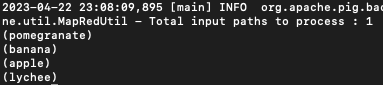 2023-04-22 23:08:09,895 [main] INFO  org.apache.pig.bac
ne.util.MapRedUtil - Total input paths to process : 1
(pomegranate)
(banana)
(apple)
(lychee)